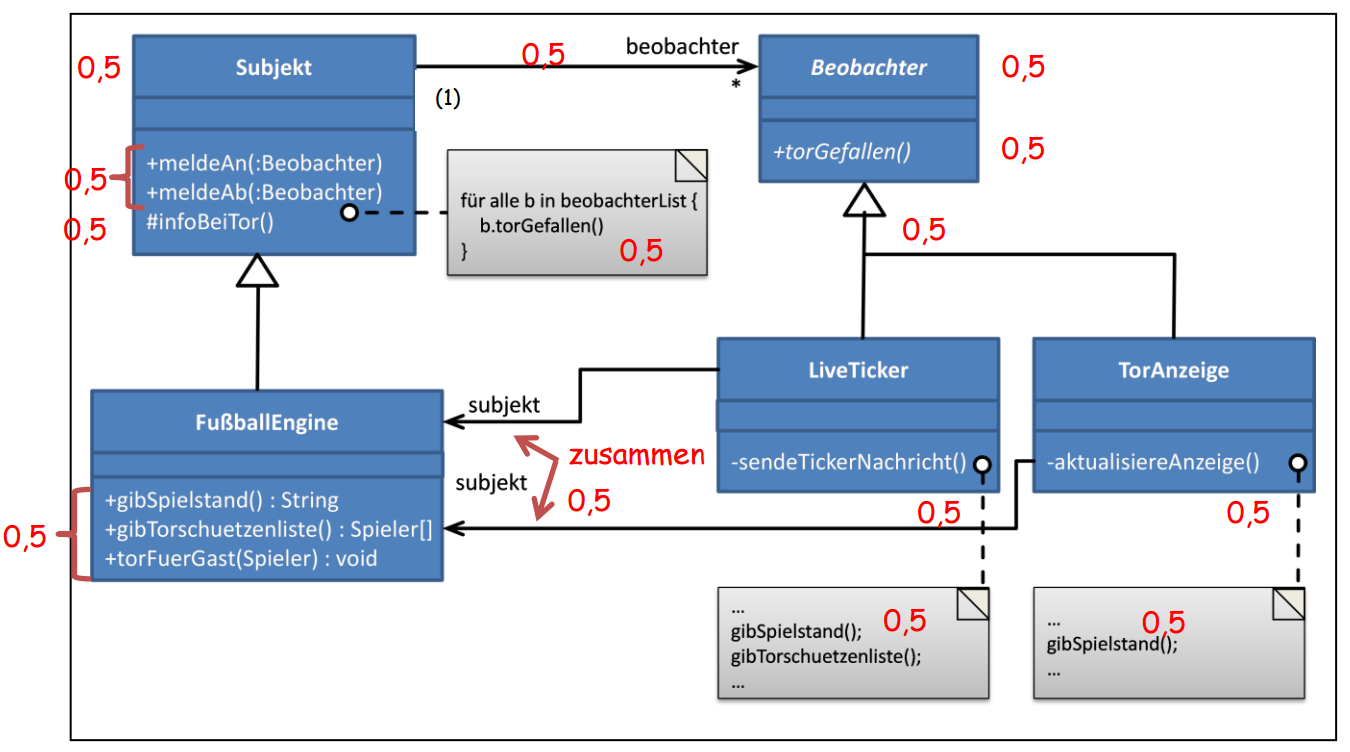 0,5
Subjekt
0,5
beobachter
*
(1)
Beobachter
0,5
+torGefallen()
0,5
0,5
+meldeAn(:Beobachter)
+meldeAb(:Beobachter)
0,5
#infoBeiTor()
für alle b in beobachterList {
b.torGefallen()
}
0,5
0,5
FußballEngine
0,5
+gibSpielstand() : String
+gibTorschuetzenliste() : Spieler[]
+torFuerGast(Spieler) : void
subjekt
zusammen
subjekt
0,5
LiveTicker
-sendeTickerNachricht()
0,5
TorAnzeige
-aktualisiereAnzeige()
0,5
...
gibSpielstand();
gibTorschuetzenliste();
...
0,5
...
gibSpielstand();
...
0,5